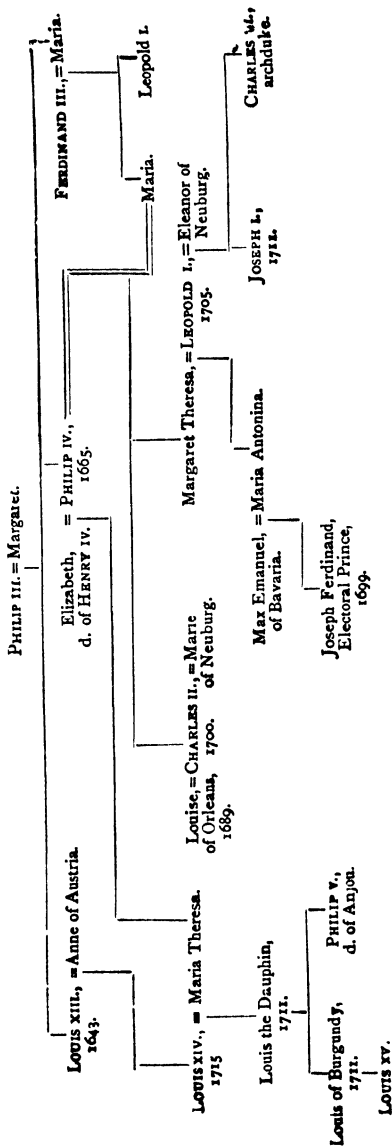 PHILIP III. = Margaret.
LOUIS XIII., = Anne of Austria.
1643.
Elizabeth, = PHILIP IV.,
d. of HENRY IV. 1665.
FERDINAND III., = Maria.
Maria. Leopold I.
LOUIS XIV., = Maria Theresa.
1715
Louise, = CHARLES II., = Marie
of Orleans, 1700. of Neuburg.
1689.
Margaret Theresa, = LEOPOLD I., = Eleanor of
1705. Neuburg.
Louis the Dauphin,
1711.
Max Emanuel, = Maria Antonina.
of Bavaria.
JOSEPH I.,
1711.
CHARLES
archduke.
Louis of Burgundy,
1711.
PHILIP V.,
d. of Anjou.
Joseph Ferdinand,
Electoral Prince,
1699.
LOUIS XV.